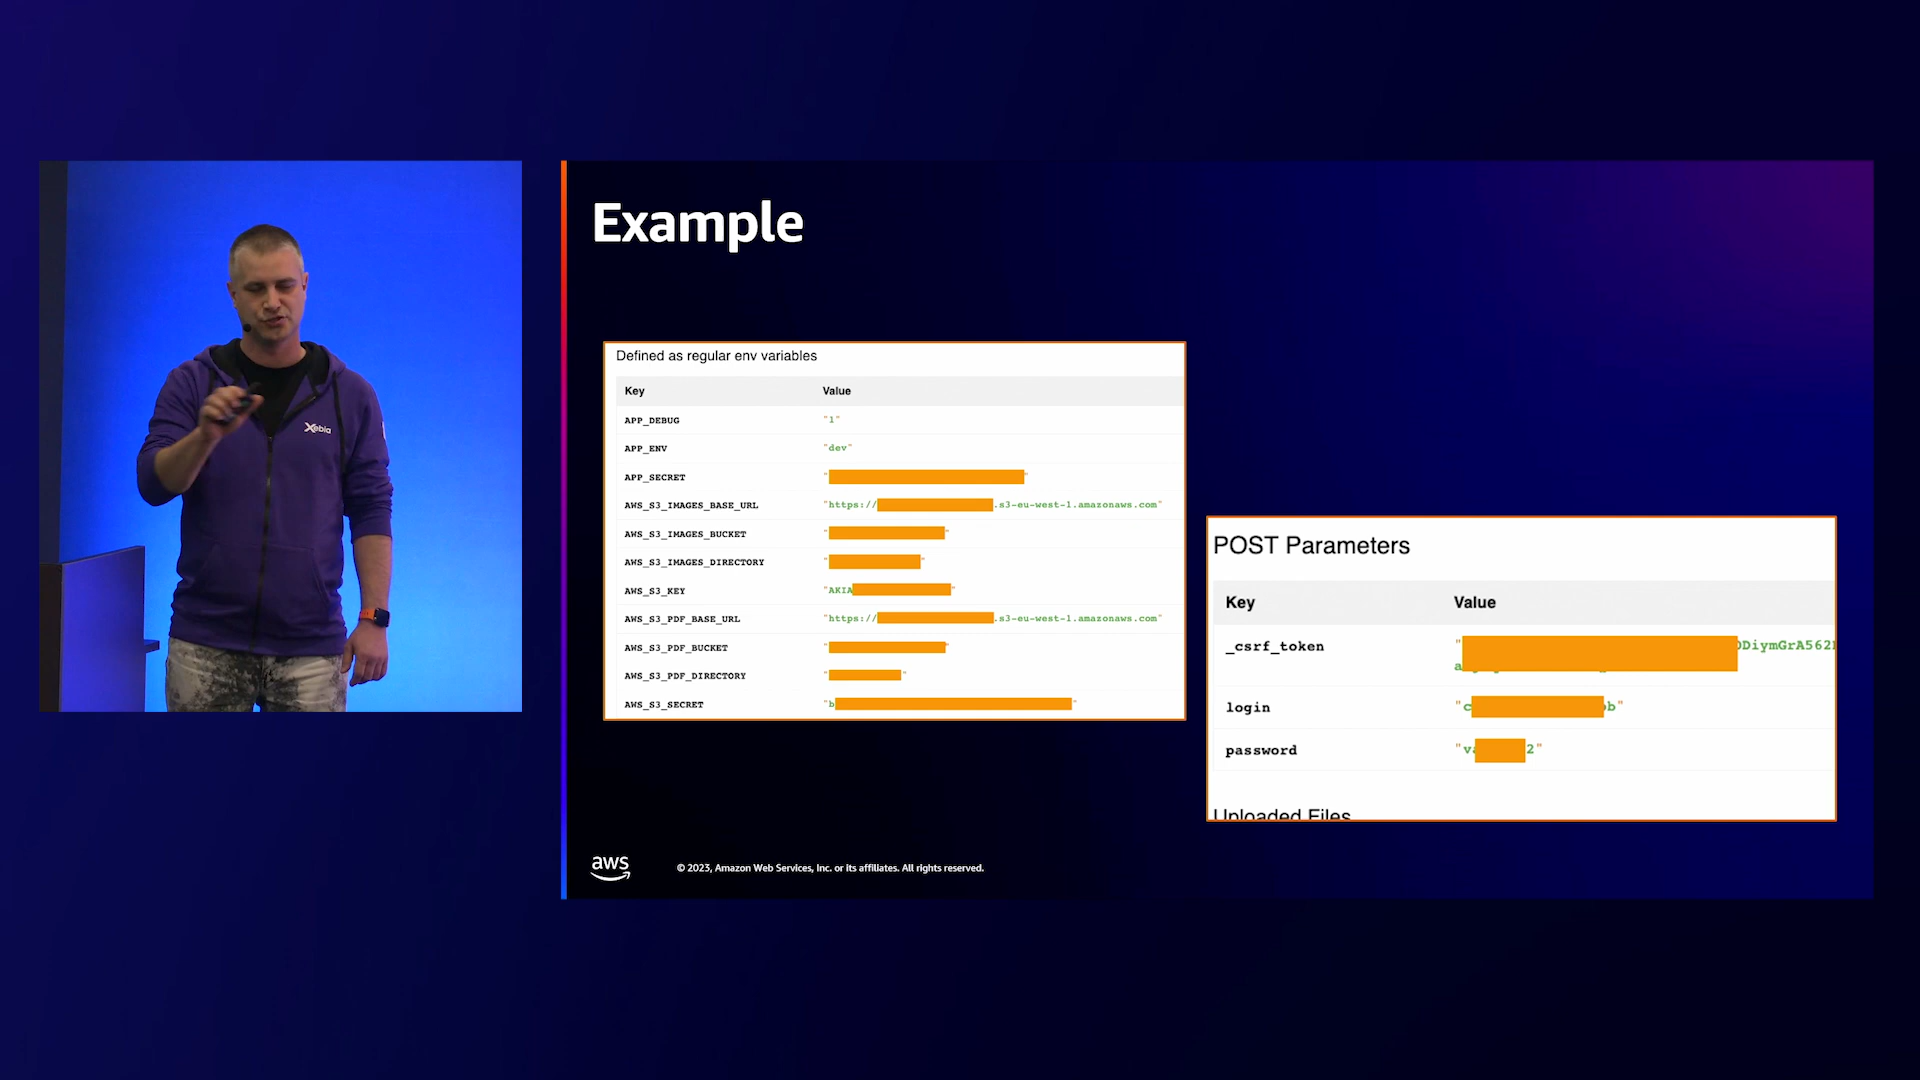 Xebia
Example
Defined as regular env variables
Key Value
APP_DEBUG "1"
APP_ENV "dev"
APP_SECRET " "
AWS_S3_IMAGES_BASE_URL "https:// .s3-eu-west-1.amazonaws.com"
AWS_S3_IMAGES_BUCKET " "
AWS_S3_IMAGES_DIRECTORY " "
AWS_S3_KEY "AKIA "
AWS_S3_PDF_BASE_URL "https:// .s3-eu-west-1.amazonaws.com"
AWS_S3_PDF_BUCKET " "
AWS_S3_PDF_DIRECTORY " "
AWS_S3_SECRET "b "
POST Parameters
Key Value
_csrf_token " DiymGrA562
login "c b"
password "v 2"
Uploaded Files
aws
© 2023, Amazon Web Services, Inc. or its affiliates. All rights reserved.